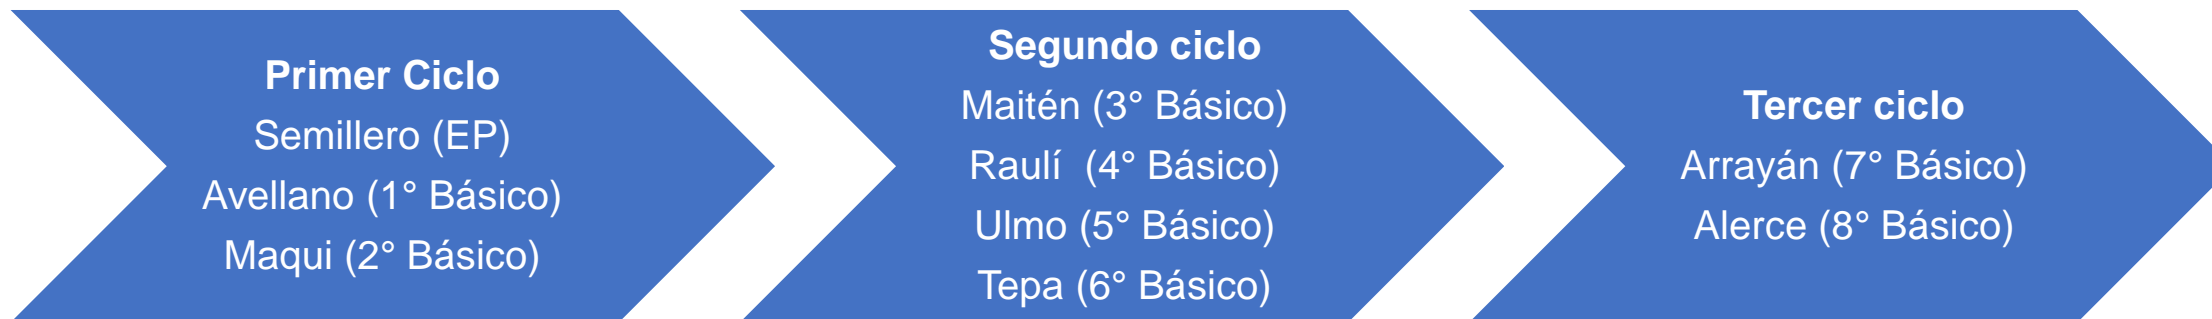 Primer Ciclo
Semillero (EP)
Avellano (1° Básico)
Maqui (2° Básico)
Segundo ciclo
Maitén (3° Básico)
Raulí  (4° Básico)
Ulmo (5° Básico)
Tepa (6° Básico)
Tercer ciclo
Arrayán (7° Básico)
Alerce (8° Básico)